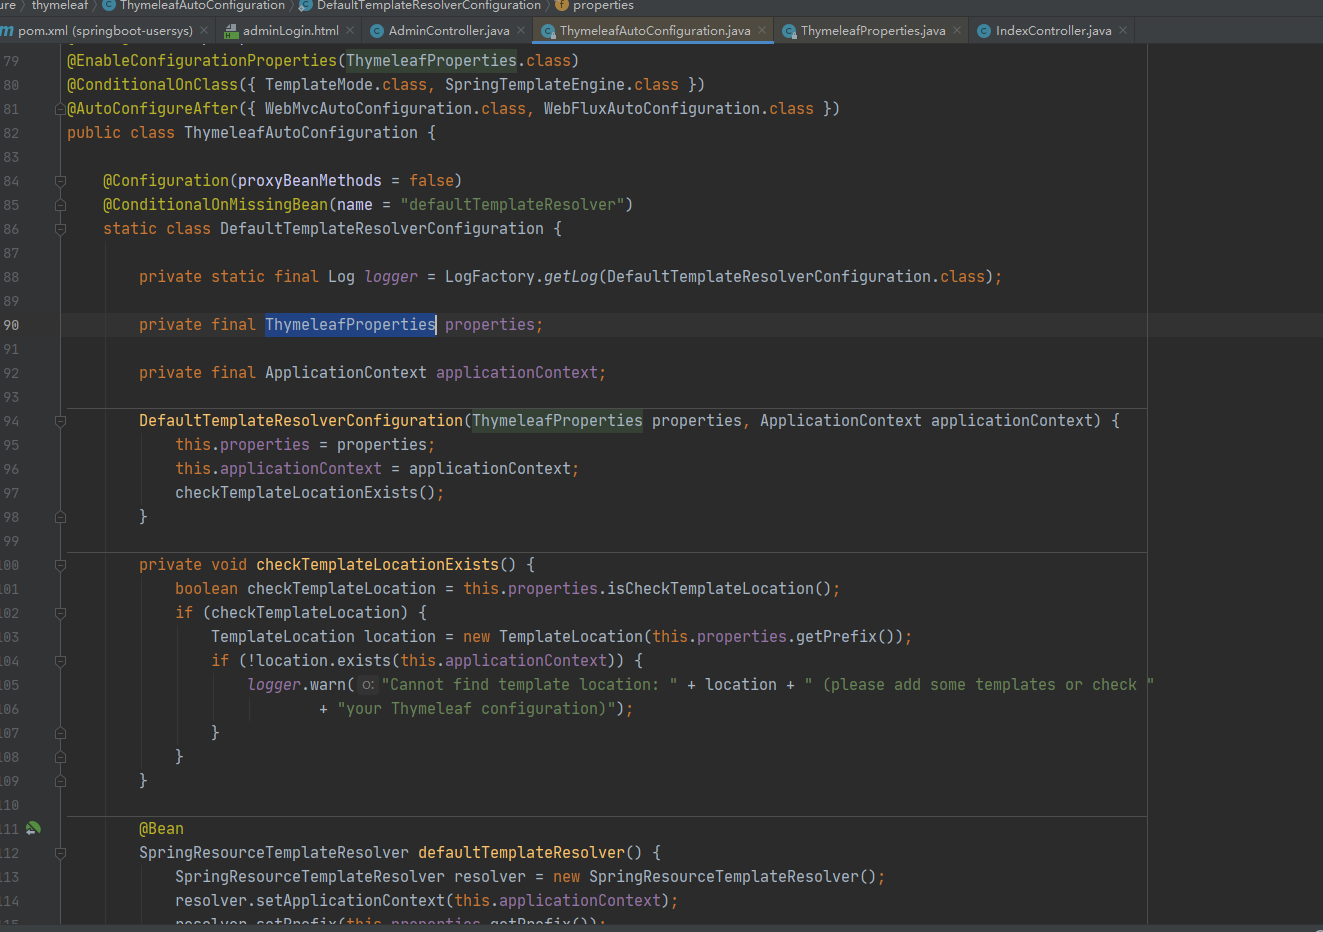 ure › thymeleaf › ThymeleafAutoConfiguration › DefaultTemplateResolverConfiguration › properties
pom.xml (springboot-usersys) adminLogin.html AdminController.java ThymeleafAutoConfiguration.java ThymeleafProperties.java IndexController.java
79 @EnableConfigurationProperties(ThymeleafProperties.class)
80 @ConditionalOnClass({ TemplateMode.class, SpringTemplateEngine.class })
81 @AutoConfigureAfter({ WebMvcAutoConfiguration.class, WebFluxAutoConfiguration.class })
82 public class ThymeleafAutoConfiguration {
83
84 @Configuration(proxyBeanMethods = false)
85 @ConditionalOnMissingBean(name = "defaultTemplateResolver")
86 static class DefaultTemplateResolverConfiguration {
87
88 private static final Log logger = LogFactory.getLog(DefaultTemplateResolverConfiguration.class);
89
90 private final ThymeleafProperties properties;
91
92 private final ApplicationContext applicationContext;
93
94 DefaultTemplateResolverConfiguration(ThymeleafProperties properties, ApplicationContext applicationContext) {
95 this.properties = properties;
96 this.applicationContext = applicationContext;
97 checkTemplateLocationExists();
98 }
99
100 private void checkTemplateLocationExists() {
101 boolean checkTemplateLocation = this.properties.isCheckTemplateLocation();
102 if (checkTemplateLocation) {
103 TemplateLocation location = new TemplateLocation(this.properties.getPrefix());
104 if (!location.exists(this.applicationContext)) {
105 logger.warn( o: "Cannot find template location: " + location + " (please add some templates or check "
106 + "your Thymeleaf configuration)");
107 }
108 }
109 }
110
111 @Bean
112 SpringResourceTemplateResolver defaultTemplateResolver() {
113 SpringResourceTemplateResolver resolver = new SpringResourceTemplateResolver();
114 resolver.setApplicationContext(this.applicationContext);
115 resolver.setPrefix(this.properties.getPrefix());